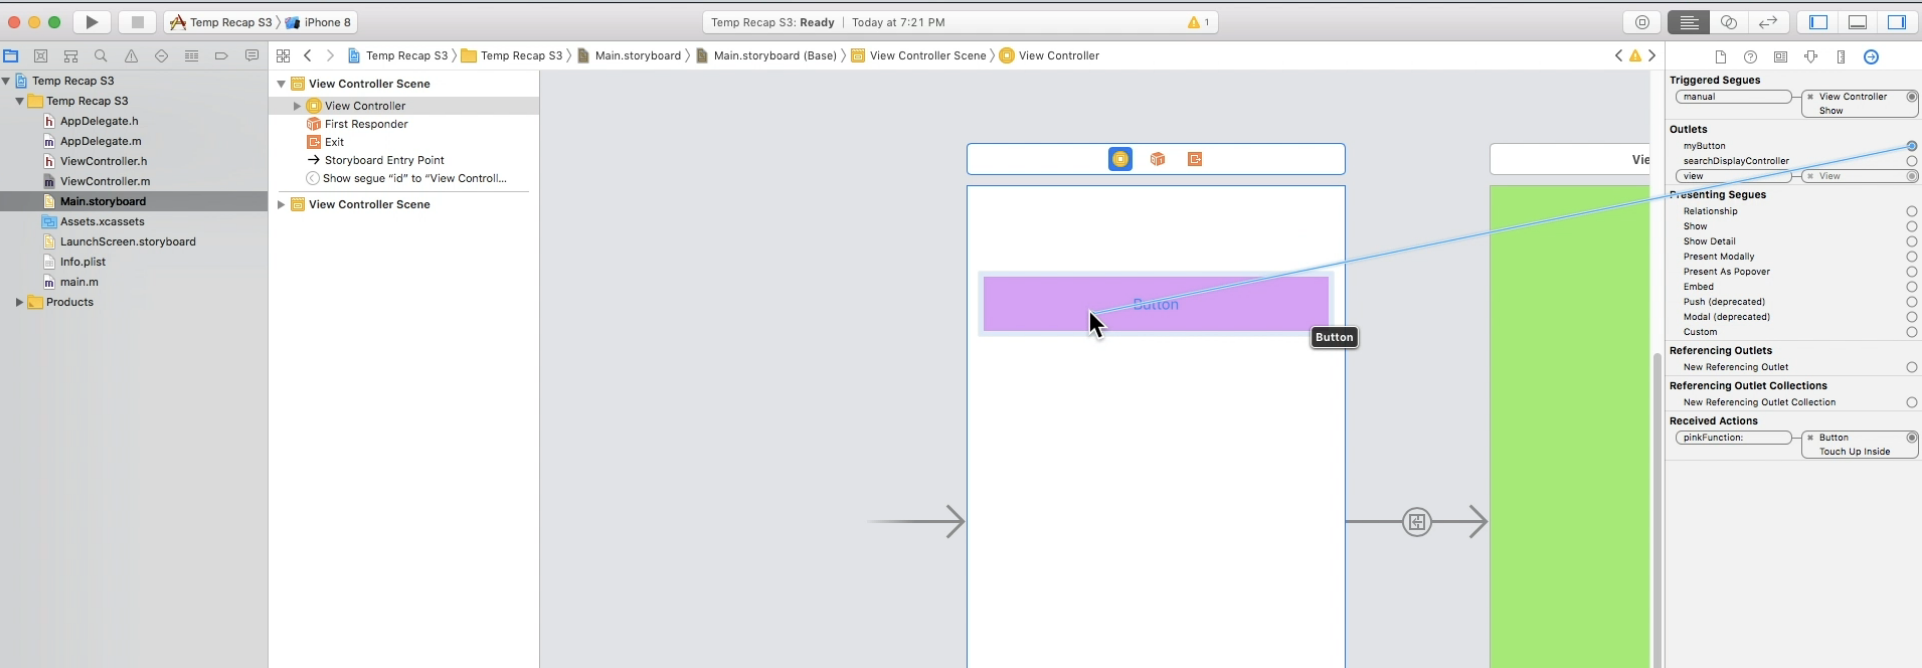 Temp Recap S3 iPhone 8
Temp Recap S3: Ready | Today at 7:21 PM
1
Temp Recap S3 Temp Recap S3 Main.storyboard Main.storyboard (Base) View Controller Scene View Controller
Temp Recap S3
Temp Recap S3
h AppDelegate.h
m AppDelegate.m
h ViewController.h
m ViewController.m
Main.storyboard
Assets.xcassets
LaunchScreen.storyboard
Info.plist
m main.m
Products
View Controller Scene
View Controller
First Responder
Exit
Storyboard Entry Point
Show segue “id” to “View Controll...
View Controller Scene
Button
Button
Vie
Triggered Segues
manual
View Controller
Show
Outlets
myButton
searchDisplayController
view View
Presenting Segues
Relationship
Show
Show Detail
Present Modally
Present As Popover
Embed
Push (deprecated)
Modal (deprecated)
Custom
Referencing Outlets
New Referencing Outlet
Referencing Outlet Collections
New Referencing Outlet Collection
Received Actions
pinkFunction:
Button
Touch Up Inside